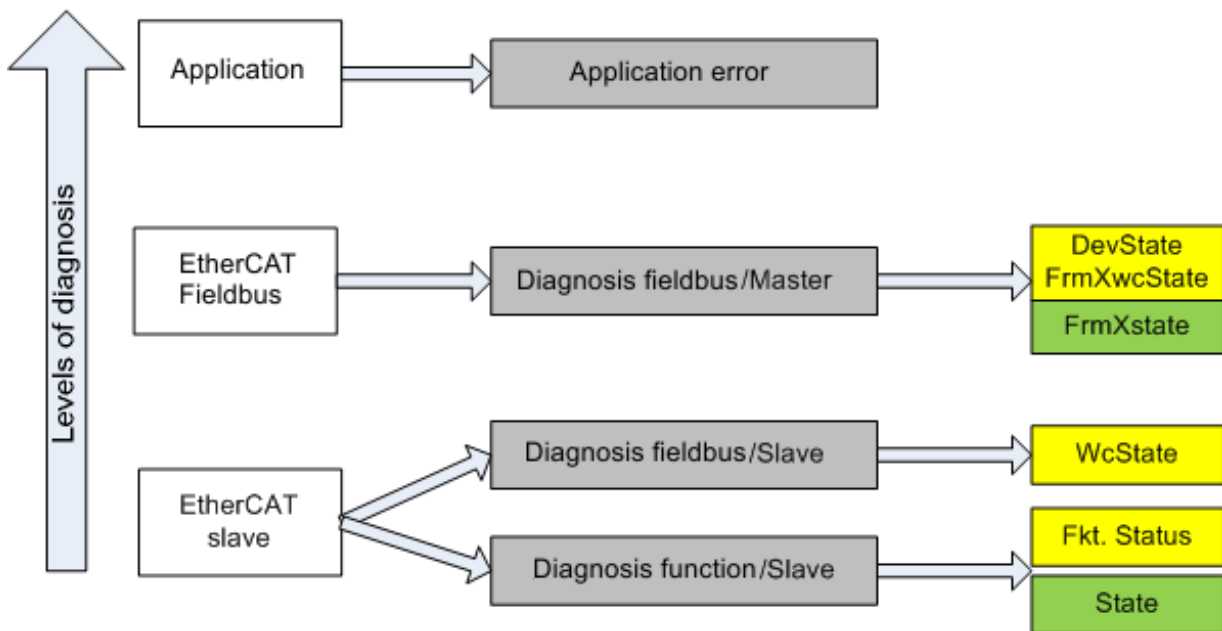 Levels of diagnosis
Application
Application error
EtherCAT
Fieldbus
Diagnosis fieldbus/Master
DevState
FrmXwcState
FrmXstate
EtherCAT
slave
Diagnosis fieldbus/Slave
WcState
Diagnosis function/Slave
Fkt. Status
State